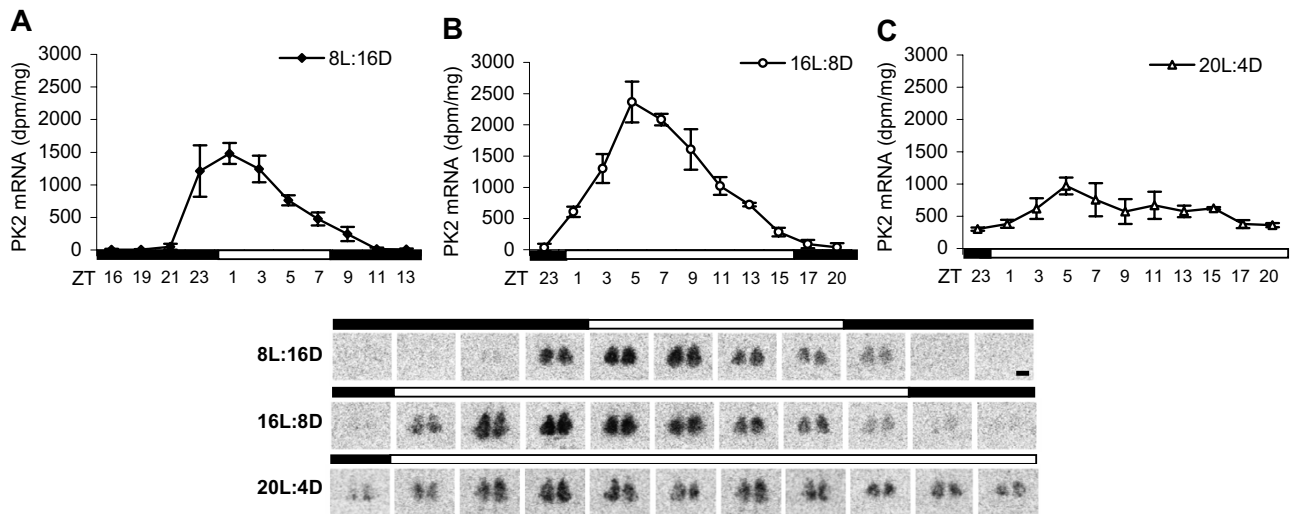 A
PK2 mRNA (dpm/mg)
3000
2500
2000
1500
1000
500
0
8L:16D
ZT 16 19 21 23 1 3 5 7 9 11 13
B
PK2 mRNA (dpm/mg)
3000
2500
2000
1500
1000
500
0
16L:8D
ZT 23 1 3 5 7 9 11 13 15 17 20
C
PK2 mRNA (dpm/mg)
3000
2500
2000
1500
1000
500
0
20L:4D
ZT 23 1 3 5 7 9 11 13 15 17 20
8L:16D
16L:8D
20L:4D